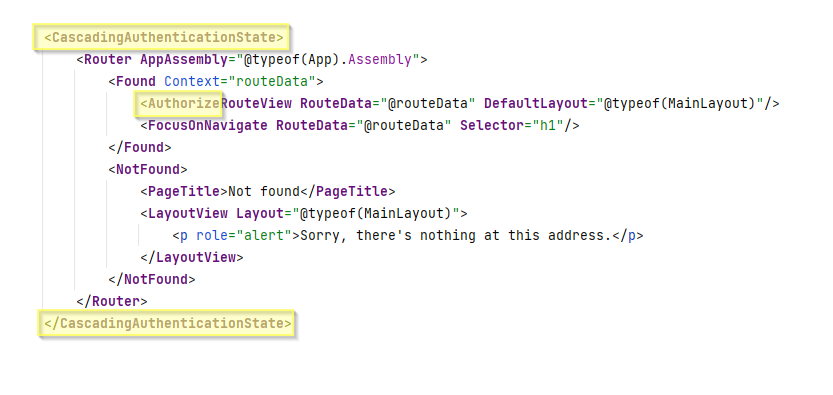 <CascadingAuthenticationState>
<Router AppAssembly="@typeof(App).Assembly">
<Found Context="routeData">
<AuthorizeRouteView RouteData="@routeData" DefaultLayout="@typeof(MainLayout)"/>
<FocusOnNavigate RouteData="@routeData" Selector="h1"/>
</Found>
<NotFound>
<PageTitle>Not found</PageTitle>
<LayoutView Layout="@typeof(MainLayout)">
<p role="alert">Sorry, there's nothing at this address.</p>
</LayoutView>
</NotFound>
</Router>
</CascadingAuthenticationState>